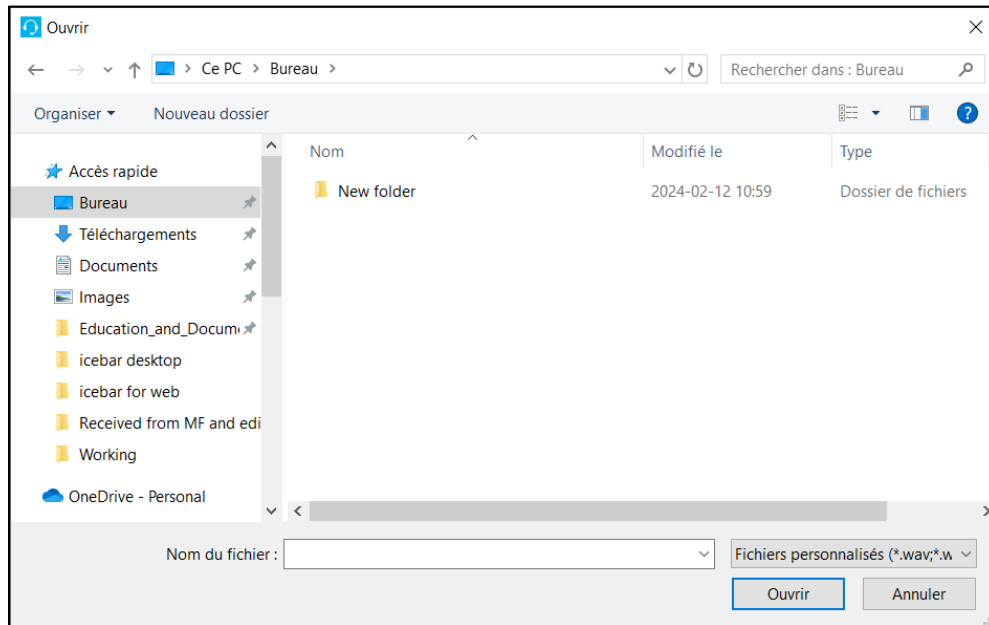 Ouvrir
Ce PC > Bureau >
Rechercher dans : Bureau
Organiser
Nouveau dossier
?
Nom
Modifié le
Type
New folder
2024-02-12 10:59
Dossier de fichiers
Accès rapide
Bureau
Téléchargements
Documents
Images
Education_and_Docum
icebar desktop
icebar for web
Received from MF and edi
Working
OneDrive - Personal
Nom du fichier :
Fichiers personnalisés (*.wav;*.w
Ouvrir
Annuler